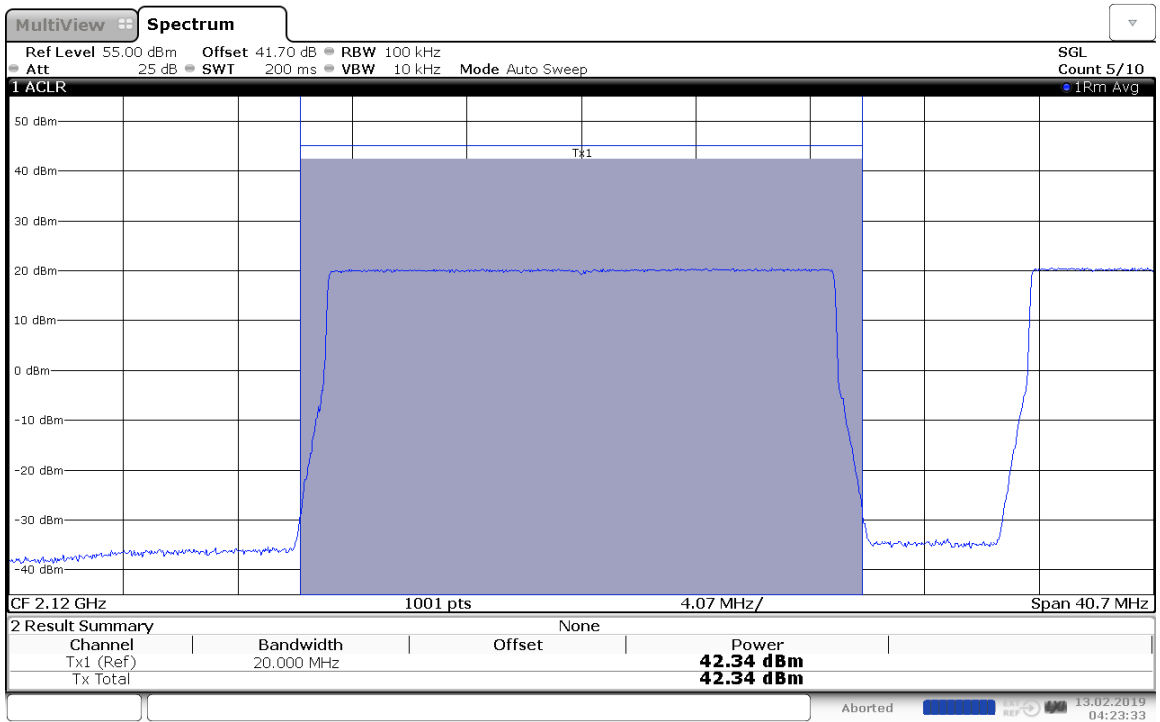 MultiView Spectrum
Ref Level 55.00 dBm Offset 41.70 dB RBW 100 kHz SGL
Att 25 dB SWT 200 ms VBW 10 kHz Mode Auto Sweep Count 5/10
1 ACLR 1Rm Avg
50 dBm
Tx1
40 dBm
30 dBm
20 dBm
10 dBm
0 dBm
-10 dBm
-20 dBm
-30 dBm
-40 dBm
CF 2.12 GHz 1001 pts 4.07 MHz/ Span 40.7 MHz
2 Result Summary None
Channel Bandwidth Offset Power
Tx1 (Ref) 20.000 MHz 42.34 dBm
Tx Total 42.34 dBm
Aborted EXT REF 13.02.2019
04:23:33